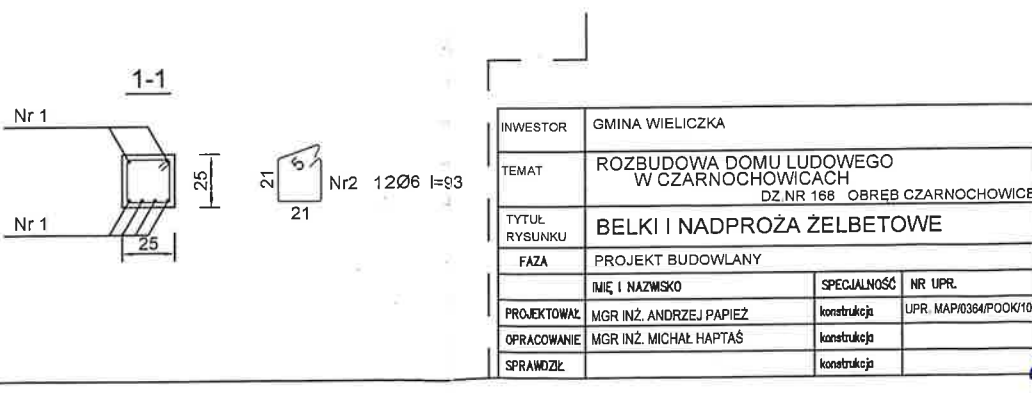 1-1
Nr 1
25
Nr 1
25
5
21
21
Nr2 12Ø6 l=93
INWESTOR GMINA WIELICZKA
TEMAT ROZBUDOWA DOMU LUDOWEGO
W CZARNOCHOWICACH
DZ.NR 168 OBRĘB CZARNOCHOWICE
TYTUŁ RYSUNKU BELKI I NADPROŻA ŻELBETOWE
FAZA PROJEKT BUDOWLANY
IMIĘ I NAZWISKO SPECJALNOŚĆ NR UPR.
PROJEKTOWAŁ MGR INŻ. ANDRZEJ PAPIEŻ konstrukcja UPR. MAP/0364/POOK/10
OPRACOWANIE MGR INŻ. MICHAŁ HAPTAŚ konstrukcja
SPRAWDZIŁ konstrukcja